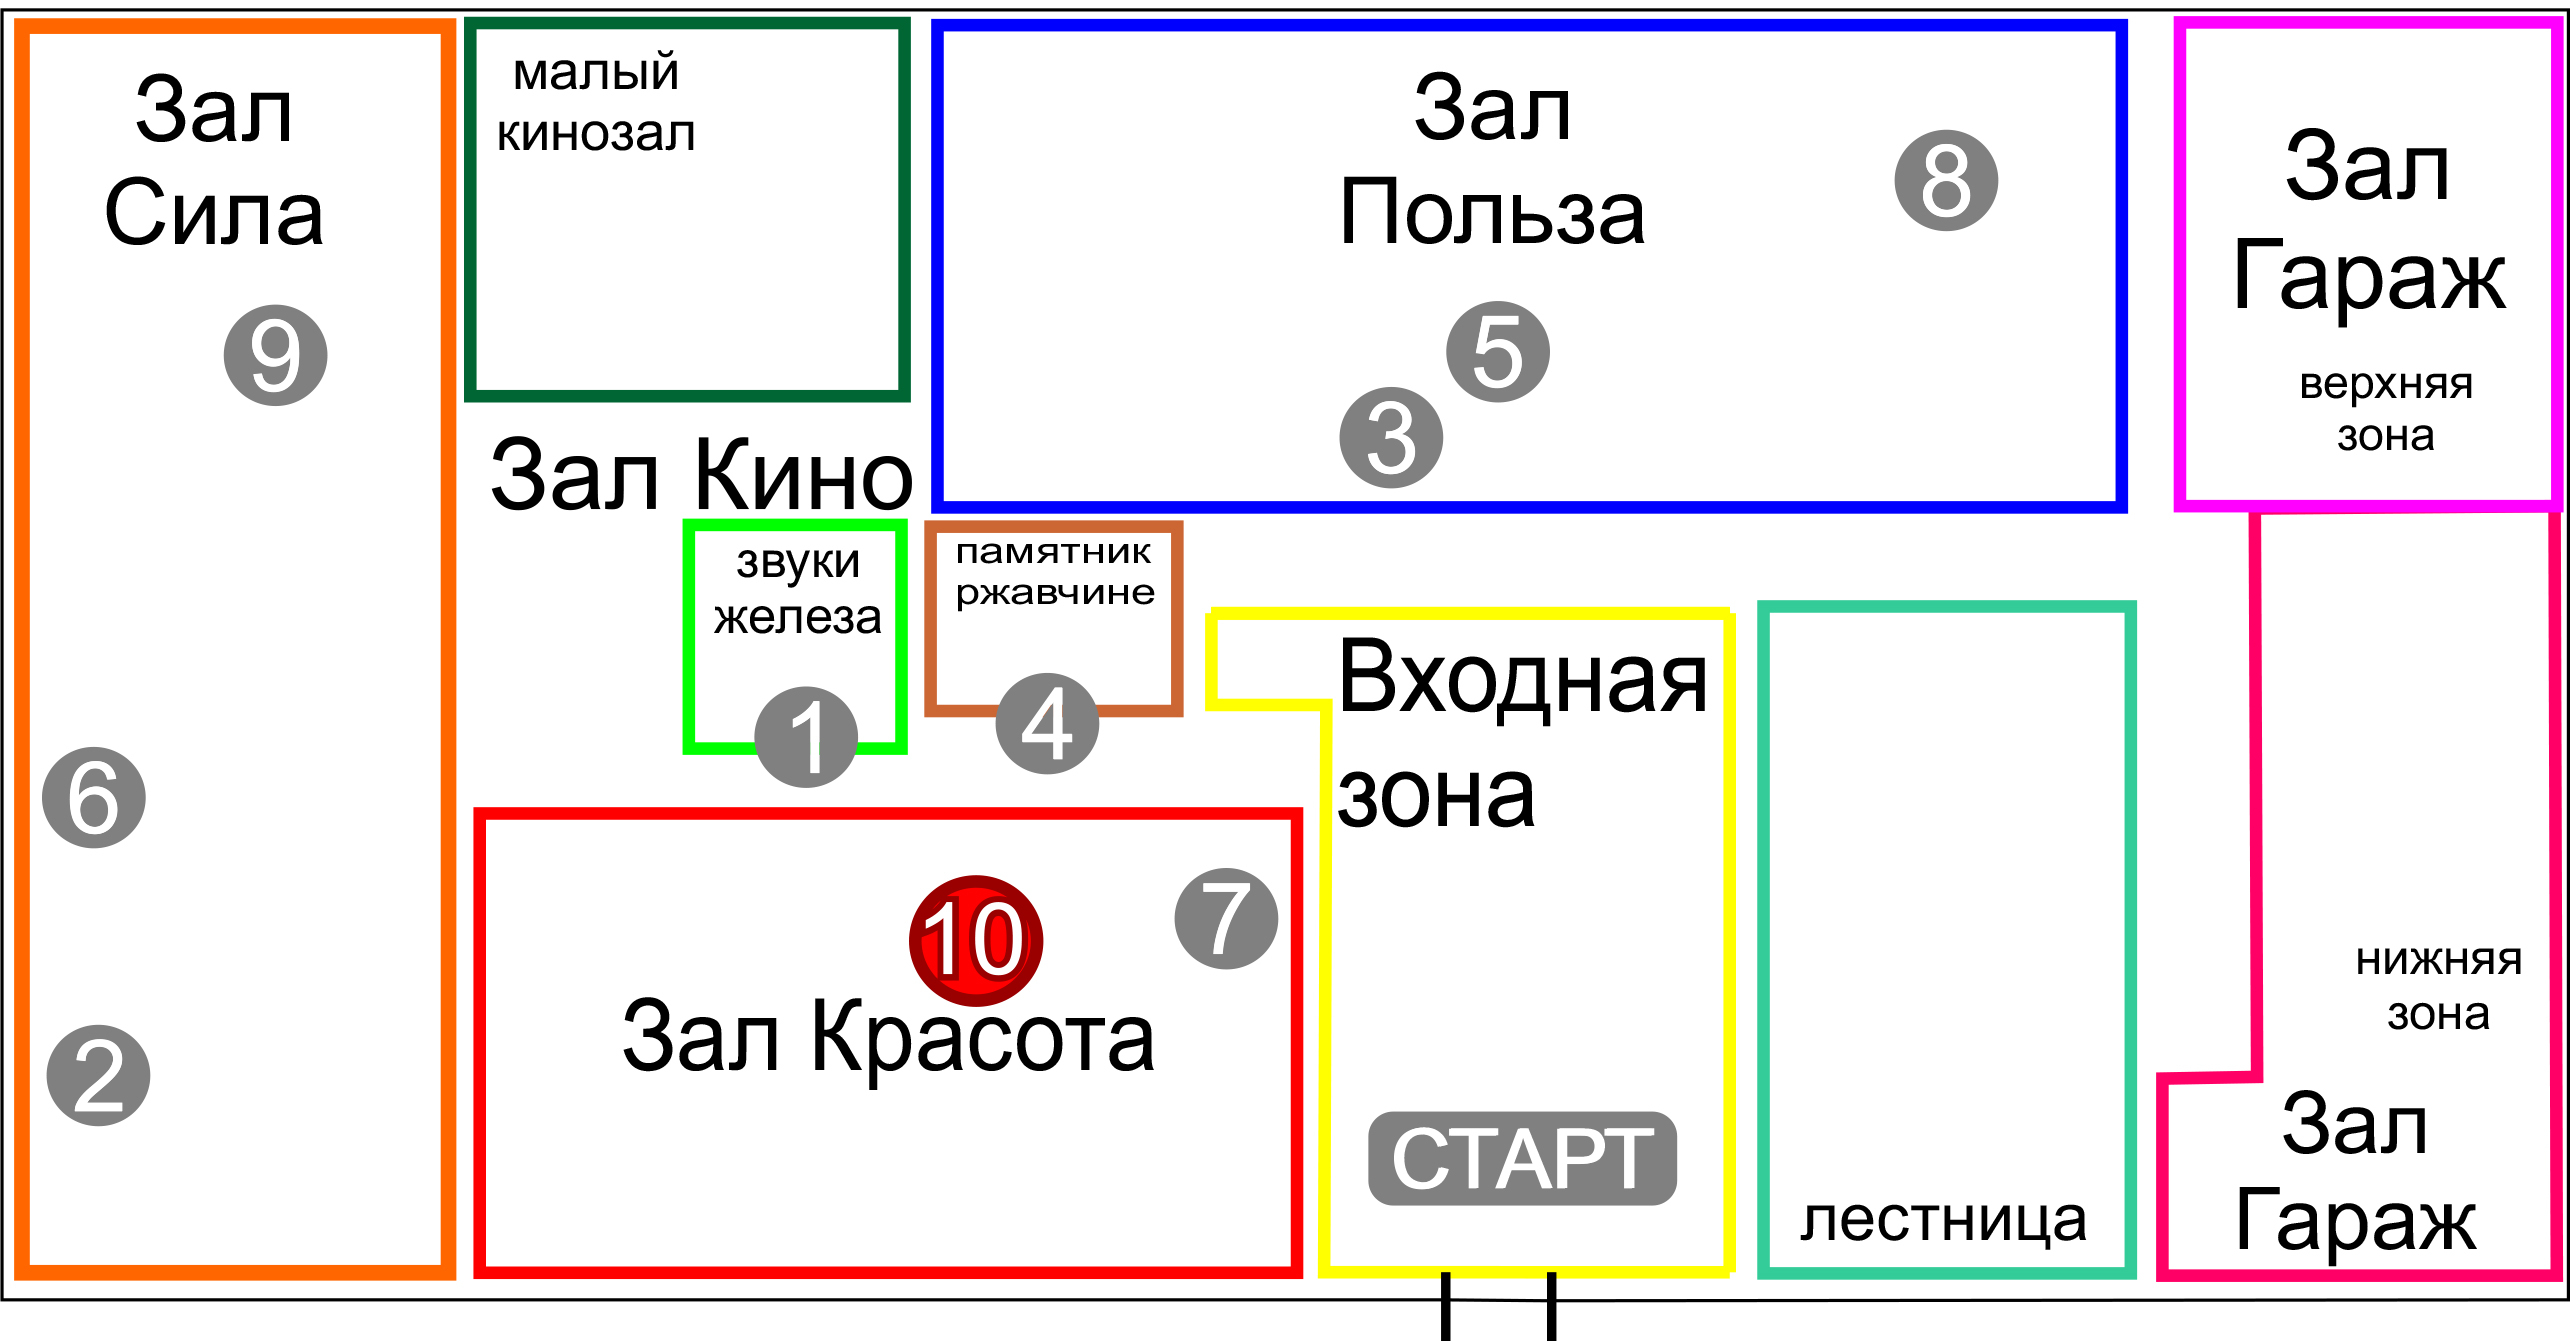 Зал
Сила
9
6
2
малый
кинозал
Зал Кино
звуки
железа
1
памятник
ржавчине
4
Зал
Польза
8
5
3
Зал
Гараж
верхняя
зона
Входная
зона
СТАРТ
10
7
Зал Красота
лестница
нижняя
зона
Зал
Гараж